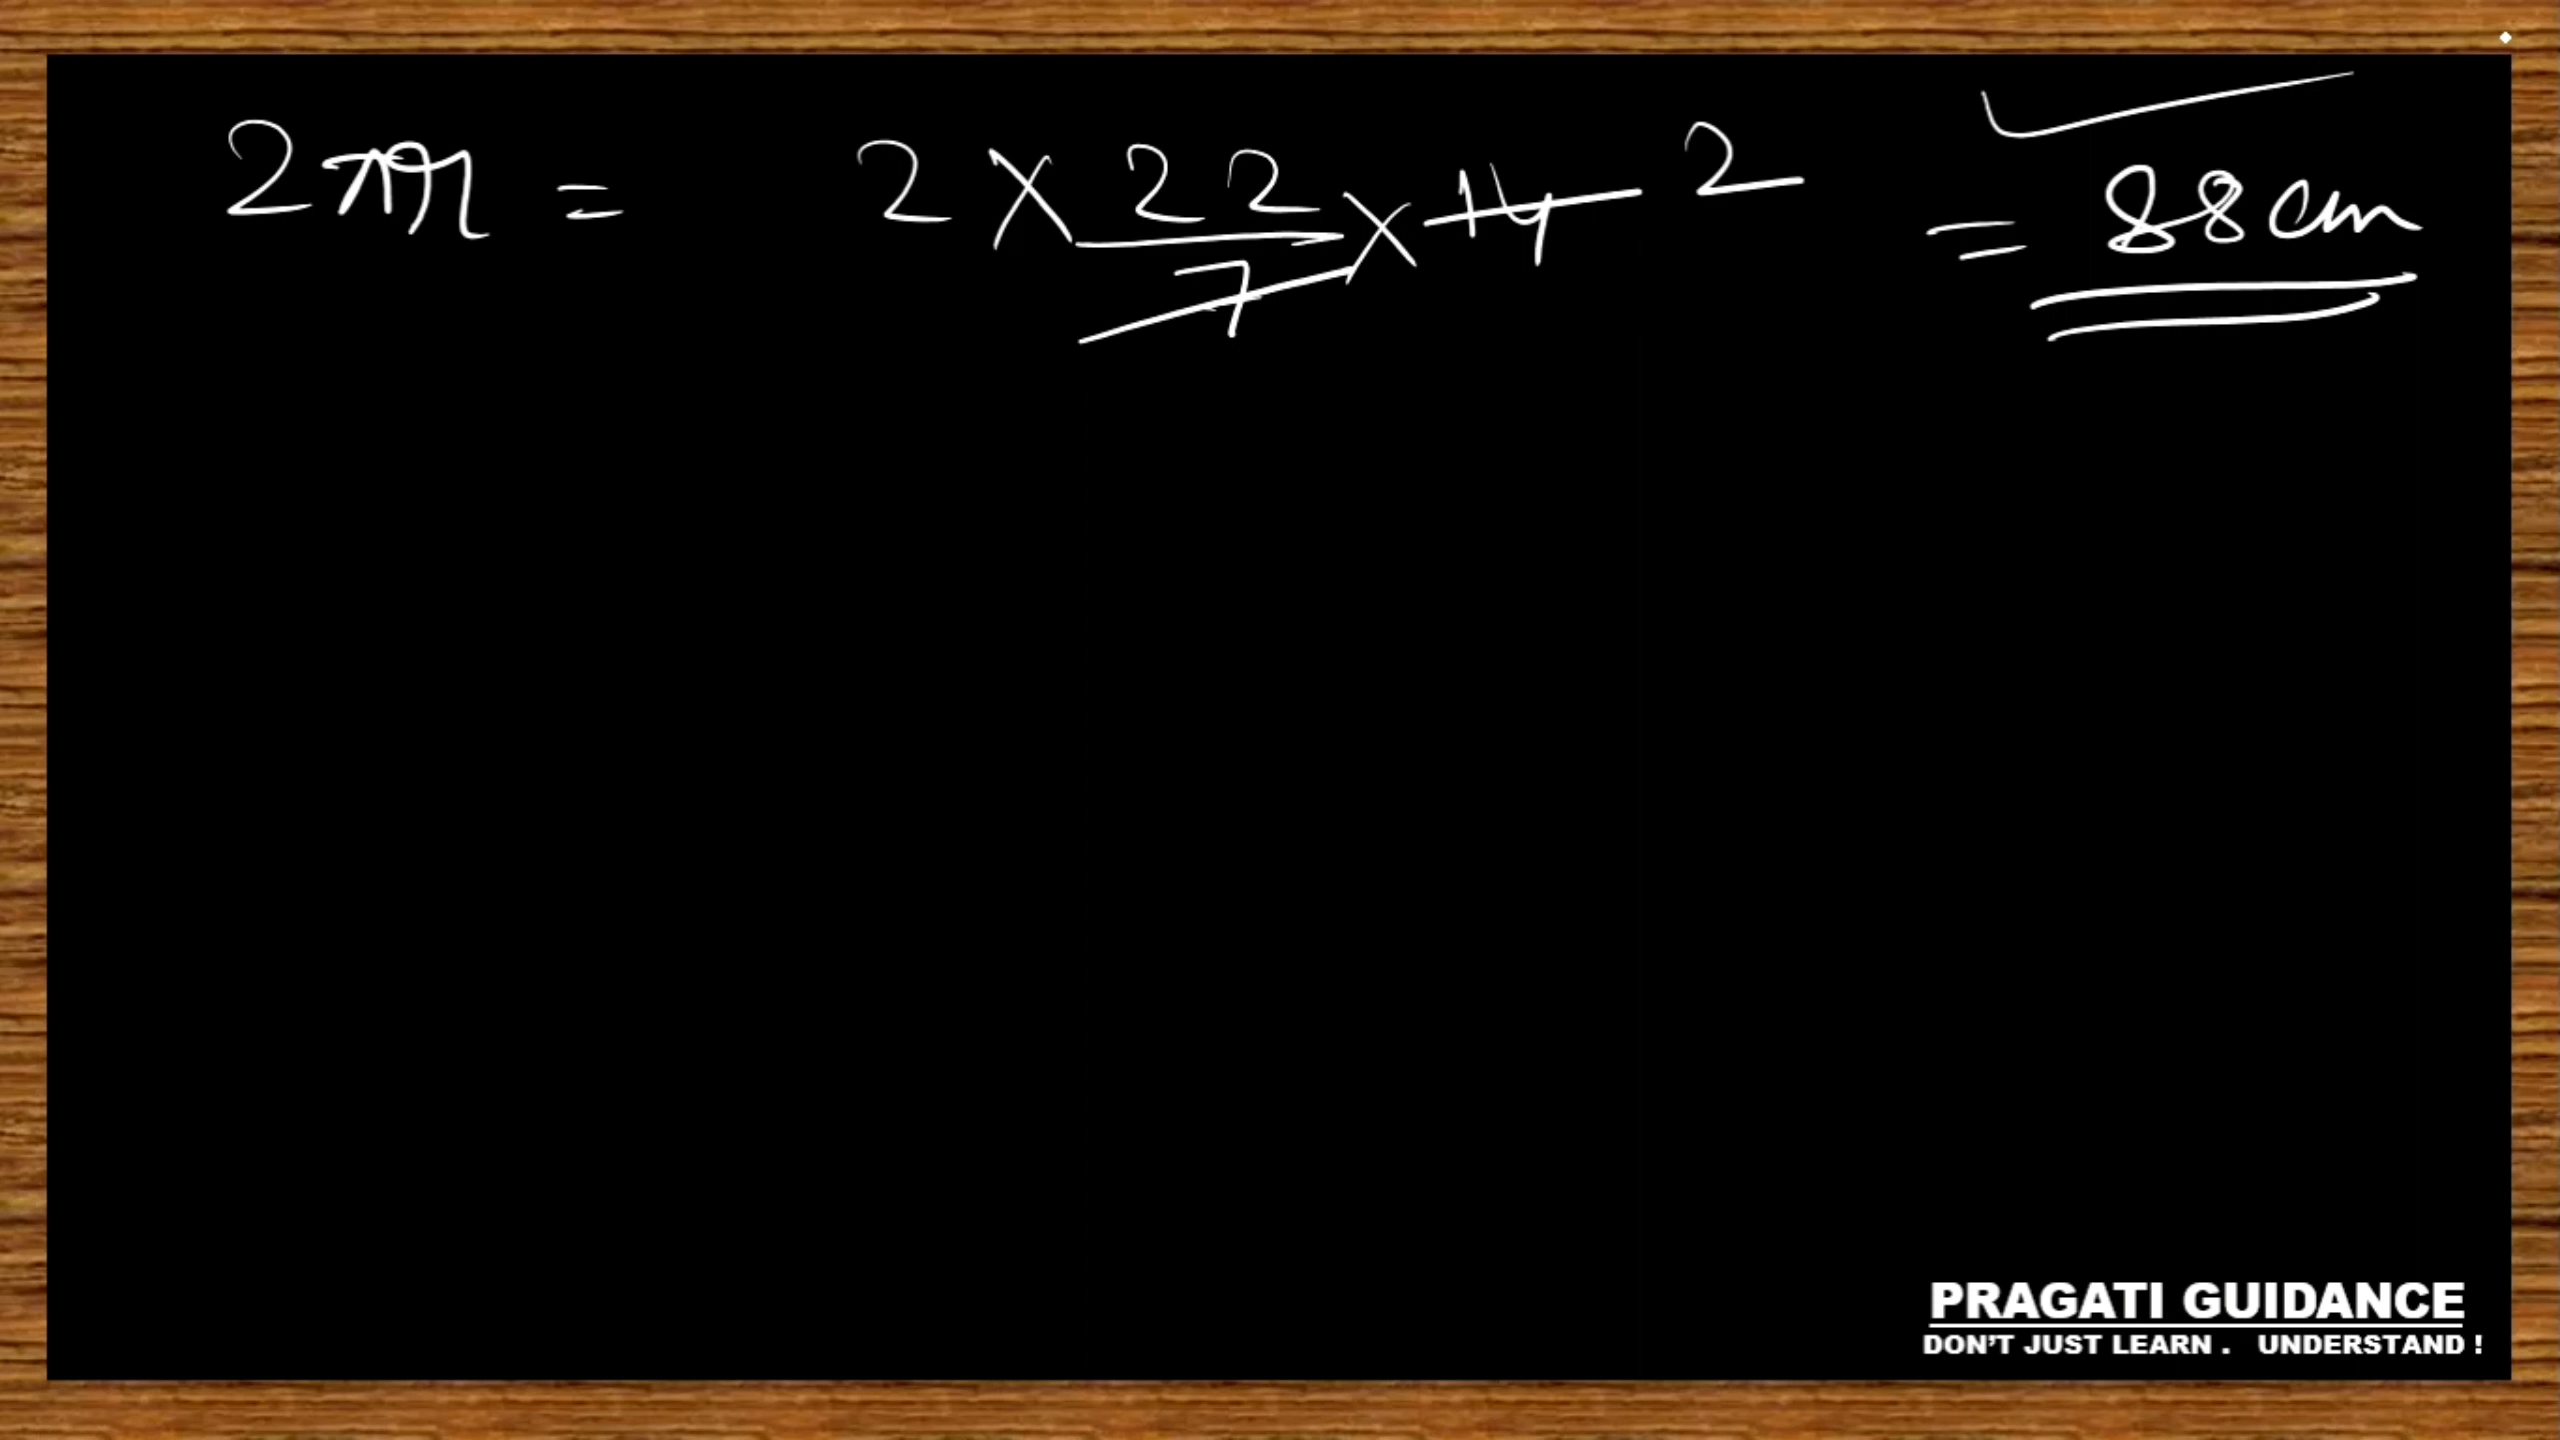 2πr = 2 × 22/7 × 14 2 = 88 cm
PRAGATI GUIDANCE
DON'T JUST LEARN . UNDERSTAND !